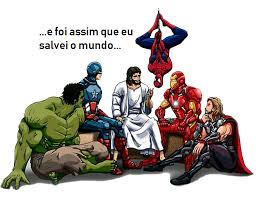 ...e foi assim que eu
salvei o mundo...